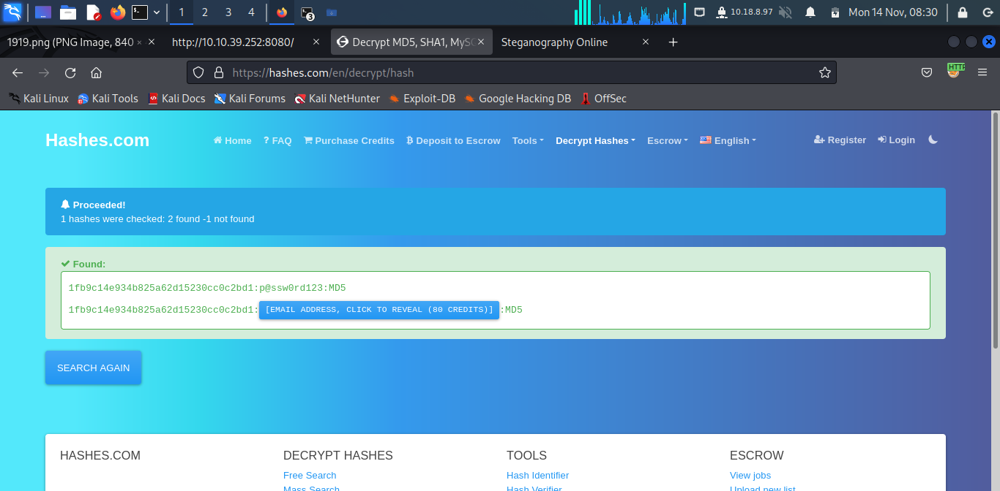 1 2 3 4 3 10.18.8.97 Mon 14 Nov, 08:30
1919.png (PNG Image, 840 × http://10.10.39.252:8080/ Decrypt MD5, SHA1, MySQ Steganography Online
https://hashes.com/en/decrypt/hash HTTP
Kali Linux Kali Tools Kali Docs Kali Forums Kali NetHunter Exploit-DB Google Hacking DB OffSec
Hashes.com Home ? FAQ Purchase Credits Deposit to Escrow Tools Decrypt Hashes Escrow English Register Login
Proceeded!
1 hashes were checked: 2 found -1 not found
Found:
1fb9c14e934b825a62d15230cc0c2bd1:p@ssw0rd123:MD5
1fb9c14e934b825a62d15230cc0c2bd1:[EMAIL ADDRESS, CLICK TO REVEAL (80 CREDITS)]:MD5
SEARCH AGAIN
HASHES.COM DECRYPT HASHES TOOLS ESCROW
Free Search Hash Identifier View jobs
Mass Search Hash Verifier Upload new list